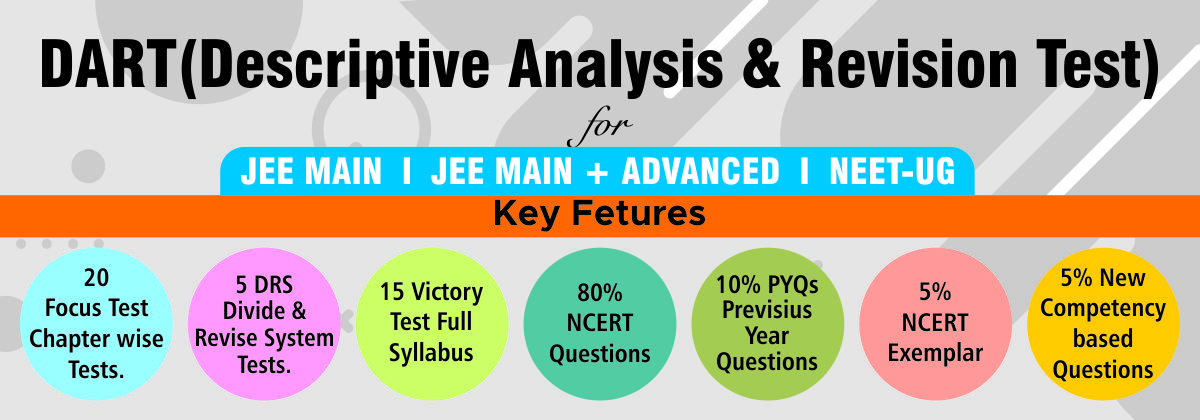 DART(Descriptive Analysis & Revision Test)
for
JEE MAIN I JEE MAIN + ADVANCED I NEET-UG
Key Fetures
20
Focus Test
Chapter wise
Tests.
5 DRS
Divide &
Revise System
Tests.
15 Victory
Test Full
Syllabus
80%
NCERT
Questions
10% PYQs
Previsius
Year
Questions
5%
NCERT
Exemplar
5% New
Competency
based
Questions